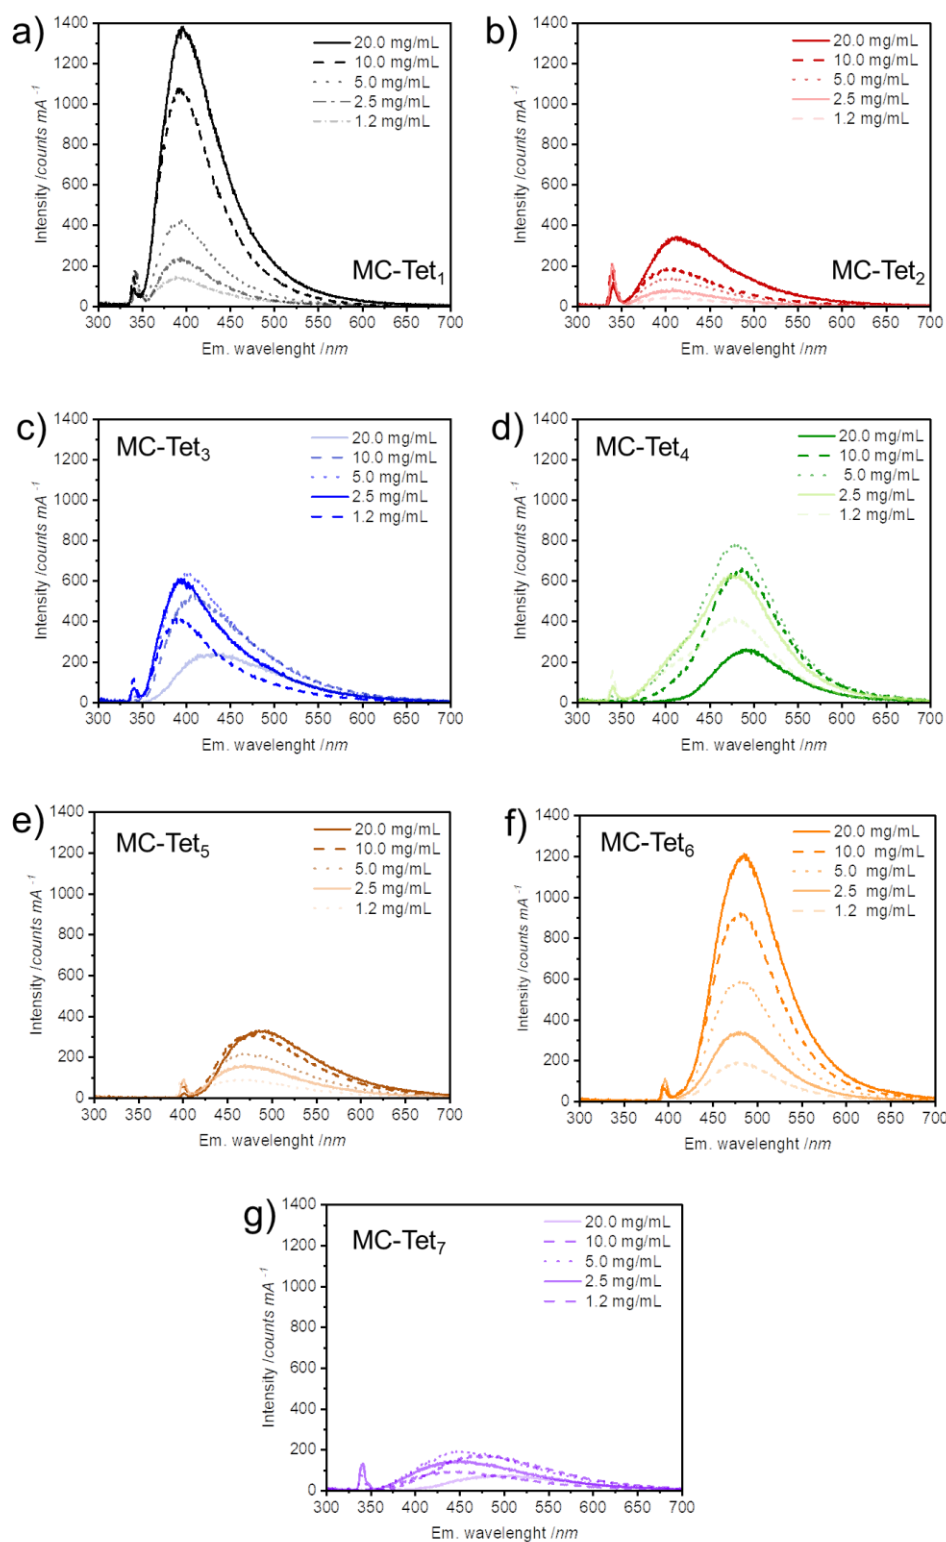 a)
1400
1200
1000
800
600
400
200
0
Intensity /counts mA⁻¹
20.0 mg/mL
10.0 mg/mL
5.0 mg/mL
2.5 mg/mL
1.2 mg/mL
MC-Tet₁
300 350 400 450 500 550 600 650 700
Em. wavelenght /nm
b)
1400
1200
1000
800
600
400
200
0
Intensity /counts mA⁻¹
20.0 mg/mL
10.0 mg/mL
5.0 mg/mL
2.5 mg/mL
1.2 mg/mL
MC-Tet₂
300 350 400 450 500 550 600 650 700
Em. wavelenght /nm
c)
MC-Tet₃
1400
1200
1000
800
600
400
200
0
Intensity /counts mA⁻¹
20.0 mg/mL
10.0 mg/mL
5.0 mg/mL
2.5 mg/mL
1.2 mg/mL
300 350 400 450 500 550 600 650 700
Em. wavelenght /nm
d)
MC-Tet₄
1400
1200
1000
800
600
400
200
0
Intensity /counts mA⁻¹
20.0 mg/mL
10.0 mg/mL
5.0 mg/mL
2.5 mg/mL
1.2 mg/mL
300 350 400 450 500 550 600 650 700
Em. wavelenght /nm
e)
MC-Tet₅
1400
1200
1000
800
600
400
200
0
Intensity /counts mA⁻¹
20.0 mg/mL
10.0 mg/mL
5.0 mg/mL
2.5 mg/mL
1.2 mg/mL
300 350 400 450 500 550 600 650 700
Em. wavelenght /nm
f)
MC-Tet₆
1400
1200
1000
800
600
400
200
0
Intensity /counts mA⁻¹
20.0 mg/mL
10.0 mg/mL
5.0 mg/mL
2.5 mg/mL
1.2 mg/mL
300 350 400 450 500 550 600 650 700
Em. wavelenght /nm
g)
MC-Tet₇
1400
1200
1000
800
600
400
200
0
Intensity /counts mA⁻¹
20.0 mg/mL
10.0 mg/mL
5.0 mg/mL
2.5 mg/mL
1.2 mg/mL
300 350 400 450 500 550 600 650 700
Em. wavelenght /nm